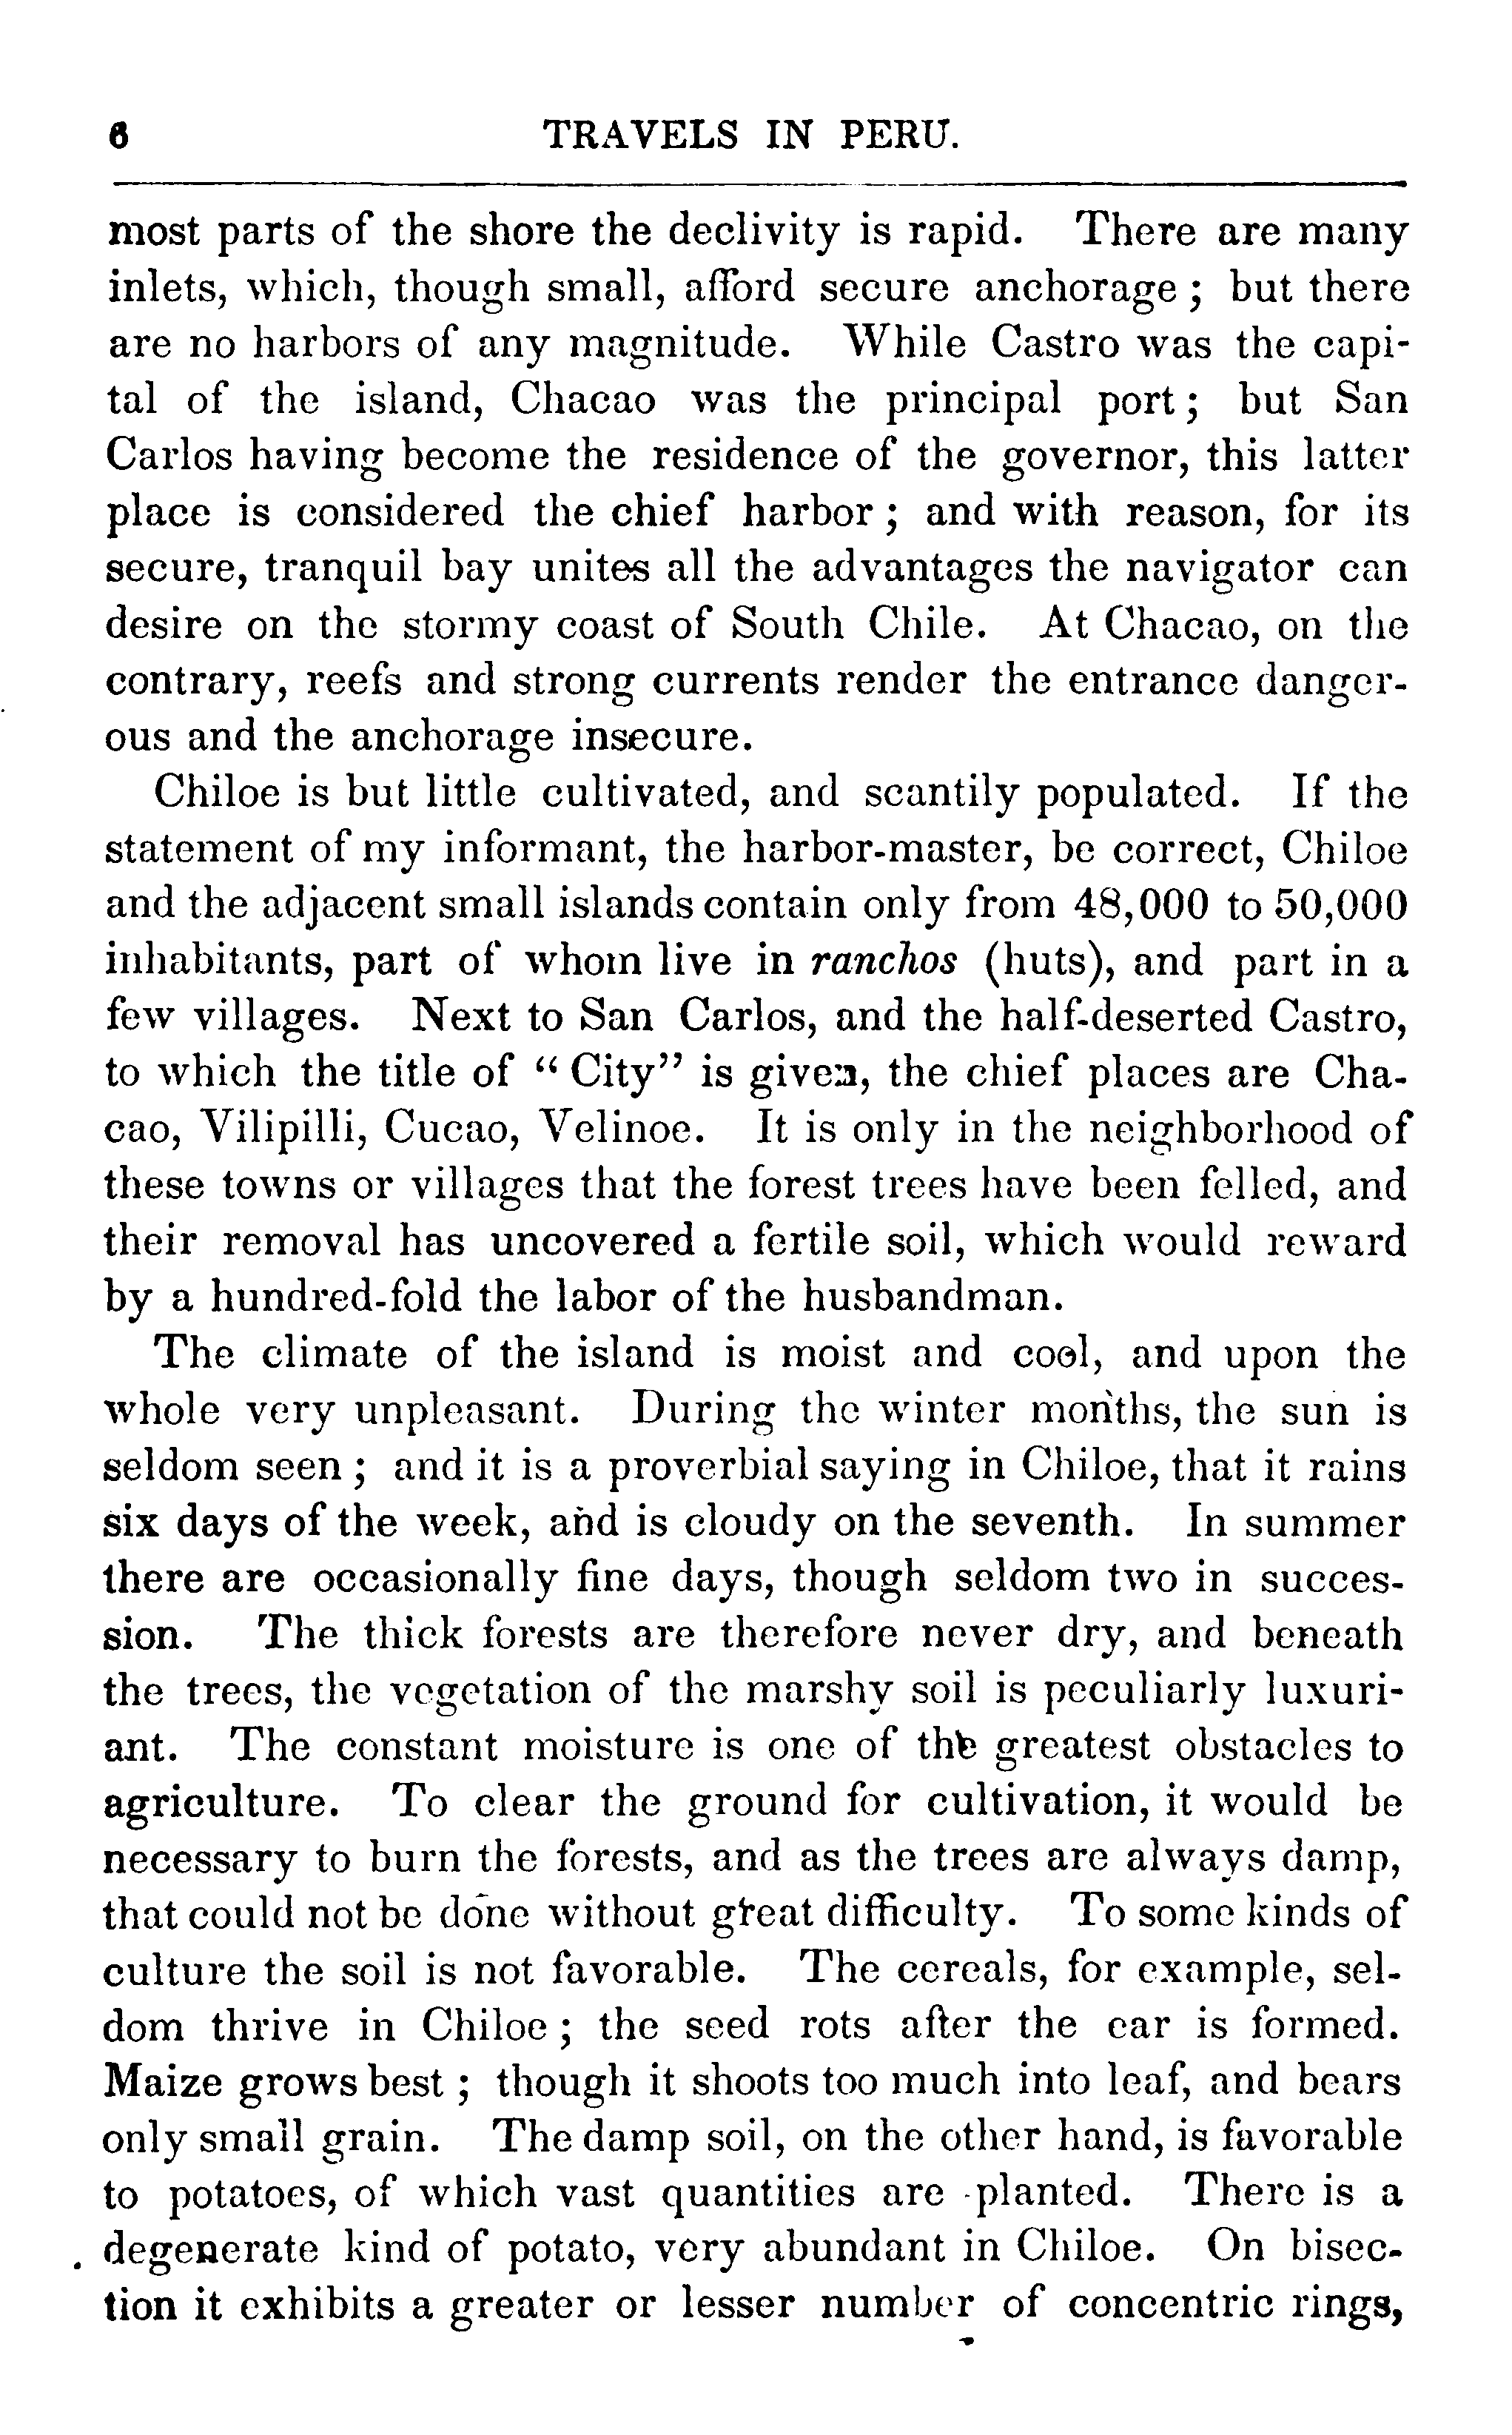 6 TRAVELS IN PERU.
most parts of the shore the declivity is rapid. There are many
inlets, which, though small, afford secure anchorage ; but there
are no harbors of any magnitude. While Castro was the capi-
tal of the island, Chacao was the principal port ; but San
Carlos having become the residence of the governor, this latter
place is considered the chief harbor ; and with reason, for its
secure, tranquil bay unites all the advantages the navigator can
desire on the stormy coast of South Chile. At Chacao, on the
contrary, reefs and strong currents render the entrance danger-
ous and the anchorage insecure.
Chiloe is but little cultivated, and scantily populated. If the
statement of my informant, the harbor-master, be correct, Chiloe
and the adjacent small islands contain only from 48,000 to 50,000
inhabitants, part of whom live in ranchos (huts), and part in a
few villages. Next to San Carlos, and the half-deserted Castro,
to which the title of “ City” is given, the chief places are Cha-
cao, Vilipilli, Cucao, Velinoe. It is only in the neighborhood of
these towns or villages that the forest trees have been felled, and
their removal has uncovered a fertile soil, which would reward
by a hundred-fold the labor of the husbandman.
The climate of the island is moist and cool, and upon the
whole very unpleasant. During the winter months, the sun is
seldom seen ; and it is a proverbial saying in Chiloe, that it rains
six days of the week, and is cloudy on the seventh. In summer
there are occasionally fine days, though seldom two in succes-
sion. The thick forests are therefore never dry, and beneath
the trees, the vegetation of the marshy soil is peculiarly luxuri-
ant. The constant moisture is one of the greatest obstacles to
agriculture. To clear the ground for cultivation, it would be
necessary to burn the forests, and as the trees are always damp,
that could not be done without great difficulty. To some kinds of
culture the soil is not favorable. The cereals, for example, sel-
dom thrive in Chiloe ; the seed rots after the ear is formed.
Maize grows best ; though it shoots too much into leaf, and bears
only small grain. The damp soil, on the other hand, is favorable
to potatoes, of which vast quantities are planted. There is a
degenerate kind of potato, very abundant in Chiloe. On bisec-
tion it exhibits a greater or lesser number of concentric rings,